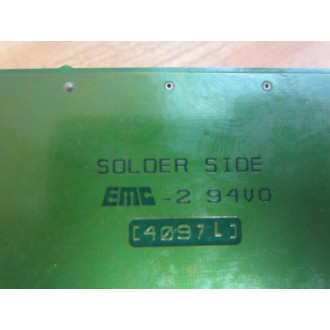 SOLDER SIDE
EMC -2 94V0
[4097L]